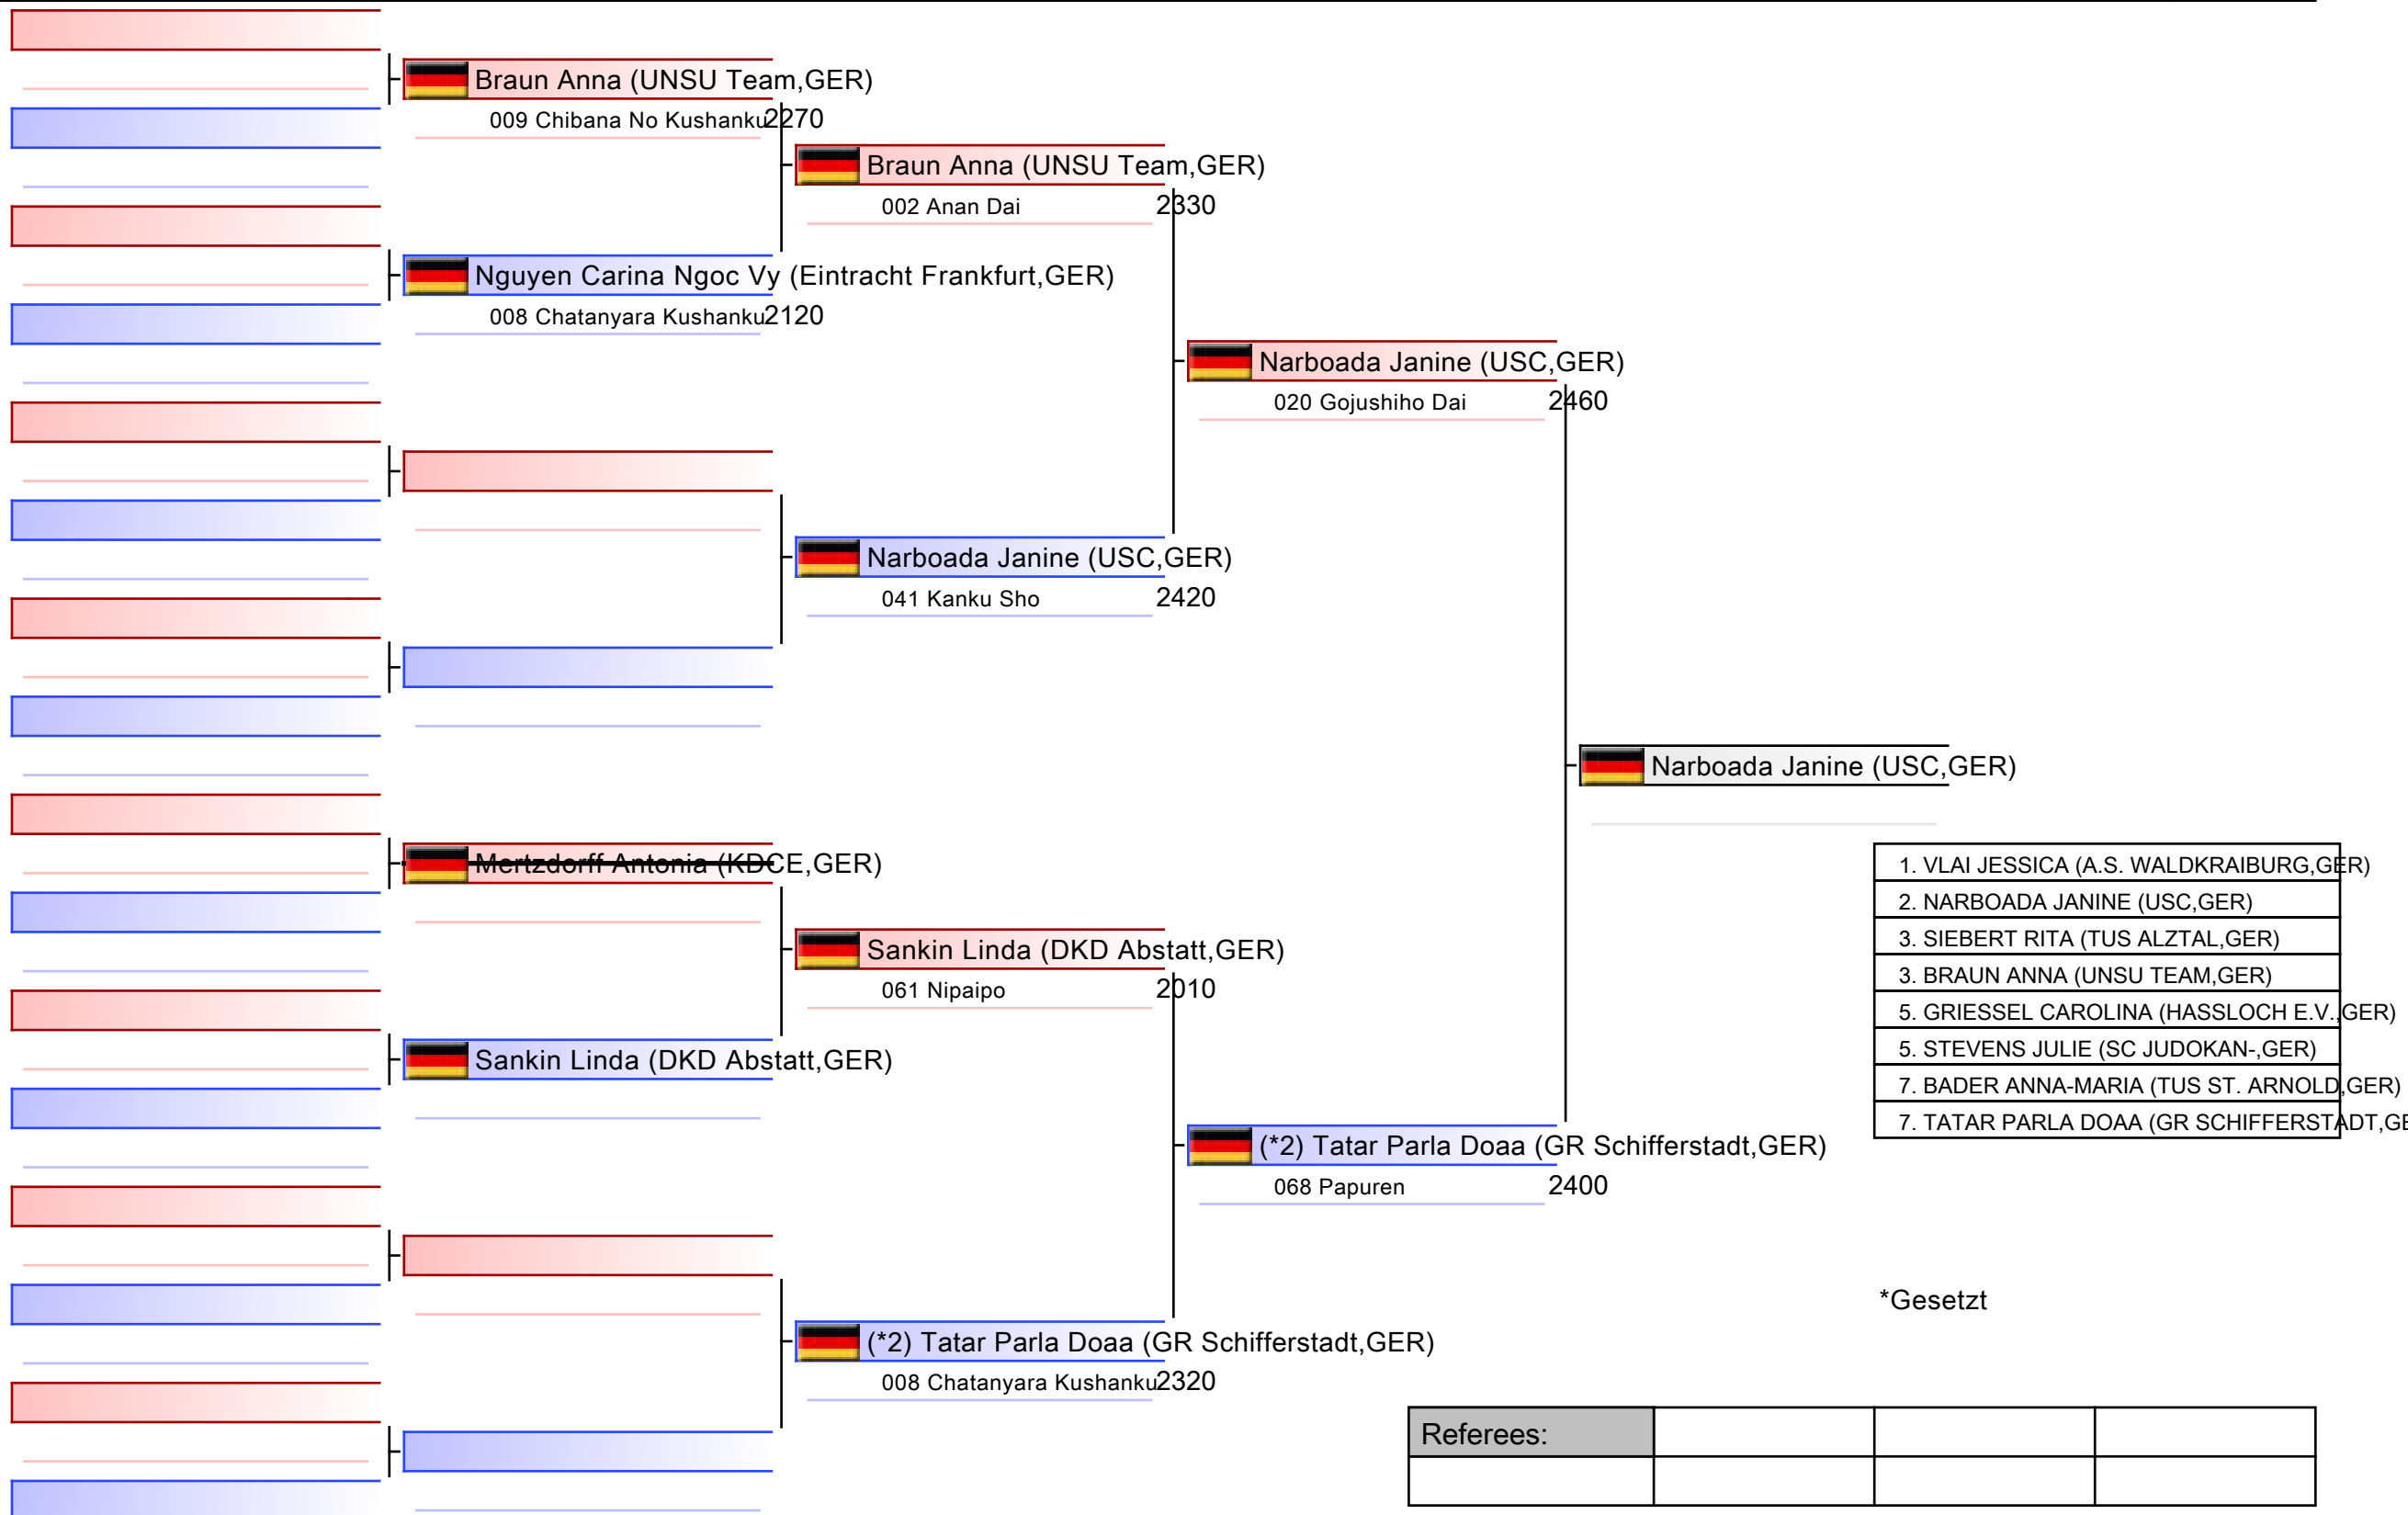 Braun Anna (UNSU Team,GER)
009 Chibana No Kushanku 2270
Braun Anna (UNSU Team,GER)
002 Anan Dai 2330
Nguyen Carina Ngoc Vy (Eintracht Frankfurt,GER)
008 Chatanyara Kushanku 2120
Narboada Janine (USC,GER)
020 Gojushiho Dai 2460
Narboada Janine (USC,GER)
041 Kanku Sho 2420
Narboada Janine (USC,GER)
Mertzdorff Antonia (KDCE,GER)
Sankin Linda (DKD Abstatt,GER)
061 Nipaipo 2010
Sankin Linda (DKD Abstatt,GER)
(*2) Tatar Parla Doaa (GR Schifferstadt,GER)
068 Papuren 2400
(*2) Tatar Parla Doaa (GR Schifferstadt,GER)
008 Chatanyara Kushanku 2320
1. VLAI JESSICA (A.S. WALDKRAIBURG,GER)
2. NARBOADA JANINE (USC,GER)
3. SIEBERT RITA (TUS ALZTAL,GER)
3. BRAUN ANNA (UNSU TEAM,GER)
5. GRIESSEL CAROLINA (HASSLOCH E.V.,GER)
5. STEVENS JULIE (SC JUDOKAN-,GER)
7. BADER ANNA-MARIA (TUS ST. ARNOLD,GER)
7. TATAR PARLA DOAA (GR SCHIFFERSTADT,GE
*Gesetzt
Referees: